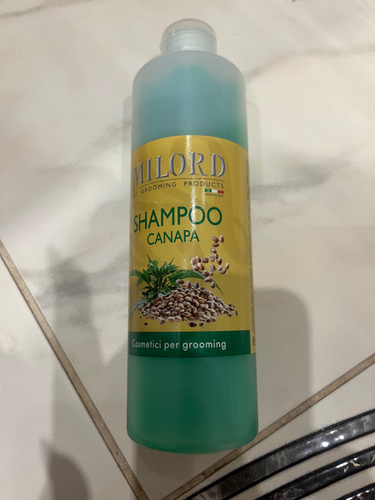 MILORD
GROOMING PRODUCTS
SHAMPOO
CANAPA
Cosmetici per grooming